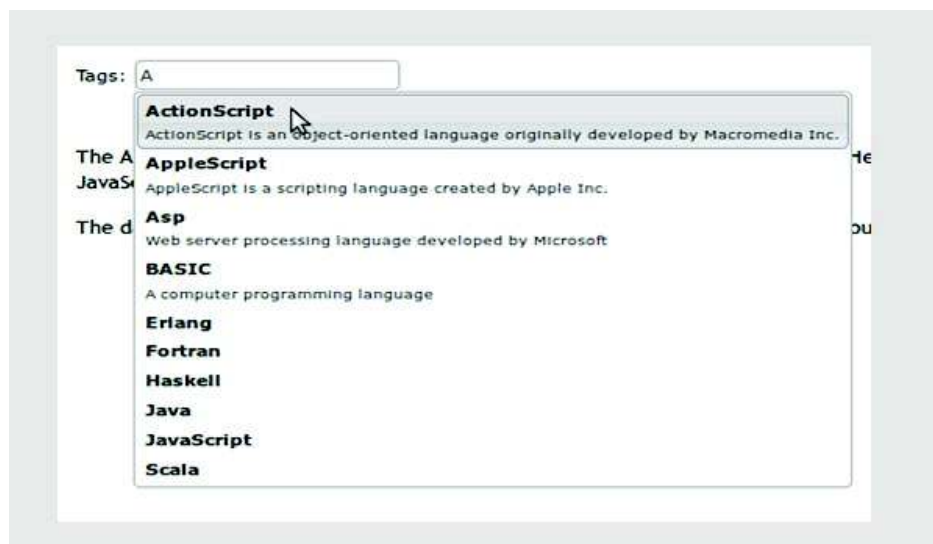 Tags: A
ActionScript
ActionScript is an object-oriented language originally developed by Macromedia Inc.
The A
AppleScript
He
JavaSc
AppleScript is a scripting language created by Apple Inc.
Asp
The d
ou
Web server processing language developed by Microsoft
BASIC
A computer programming language
Erlang
Fortran
Haskell
Java
JavaScript
Scala